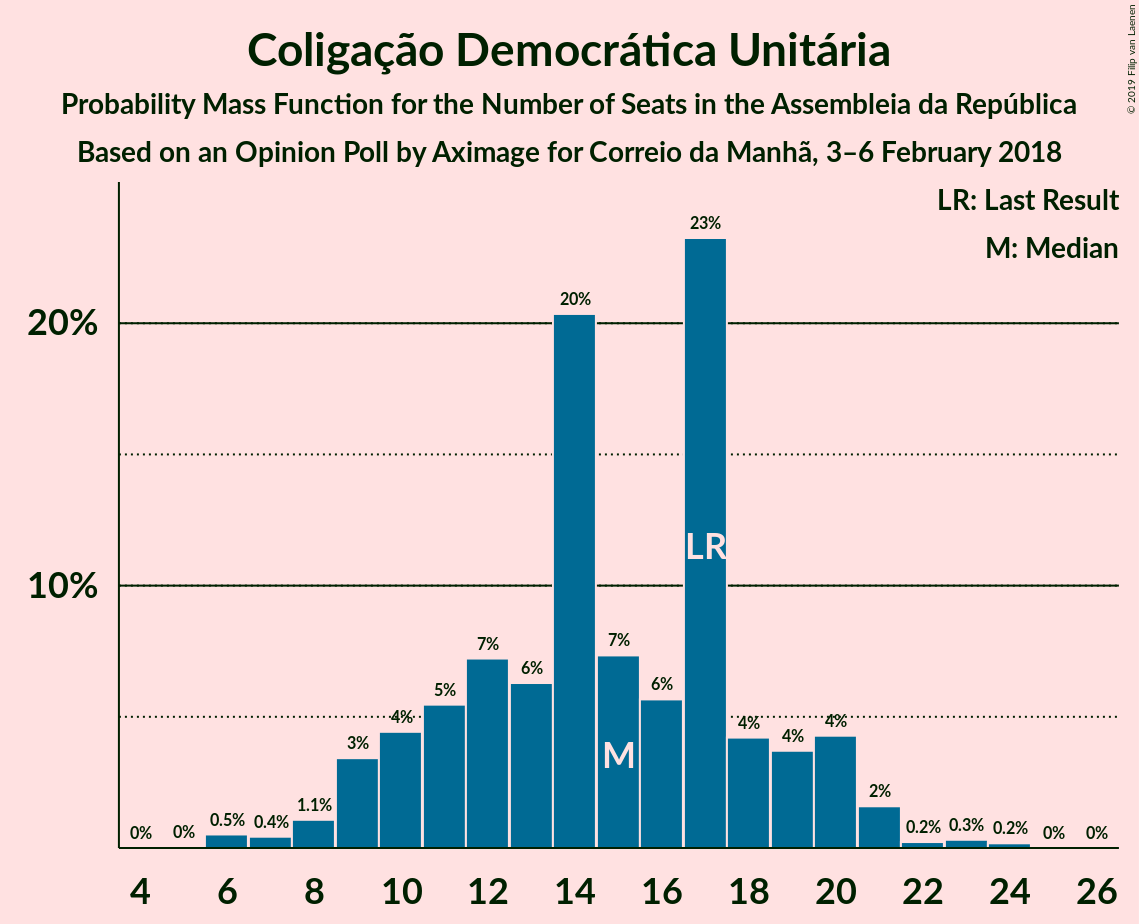 Coligação Democrática Unitária
Probability Mass Function for the Number of Seats in the Assembleia da República
Based on an Opinion Poll by Aximage for Correio da Manhã, 3–6 February 2018
© 2019 Filip van Laenen
LR: Last Result
M: Median
23%
20%
20%
LR
10%
7%
7%
6%
6%
5%
4%
4%
4%
4%
3%
M
2%
1.1%
0.5%
0.4%
0.2%
0.3%
0.2%
0%
0%
0%
0%
4 6 8 10 12 14 16 18 20 22 24 26